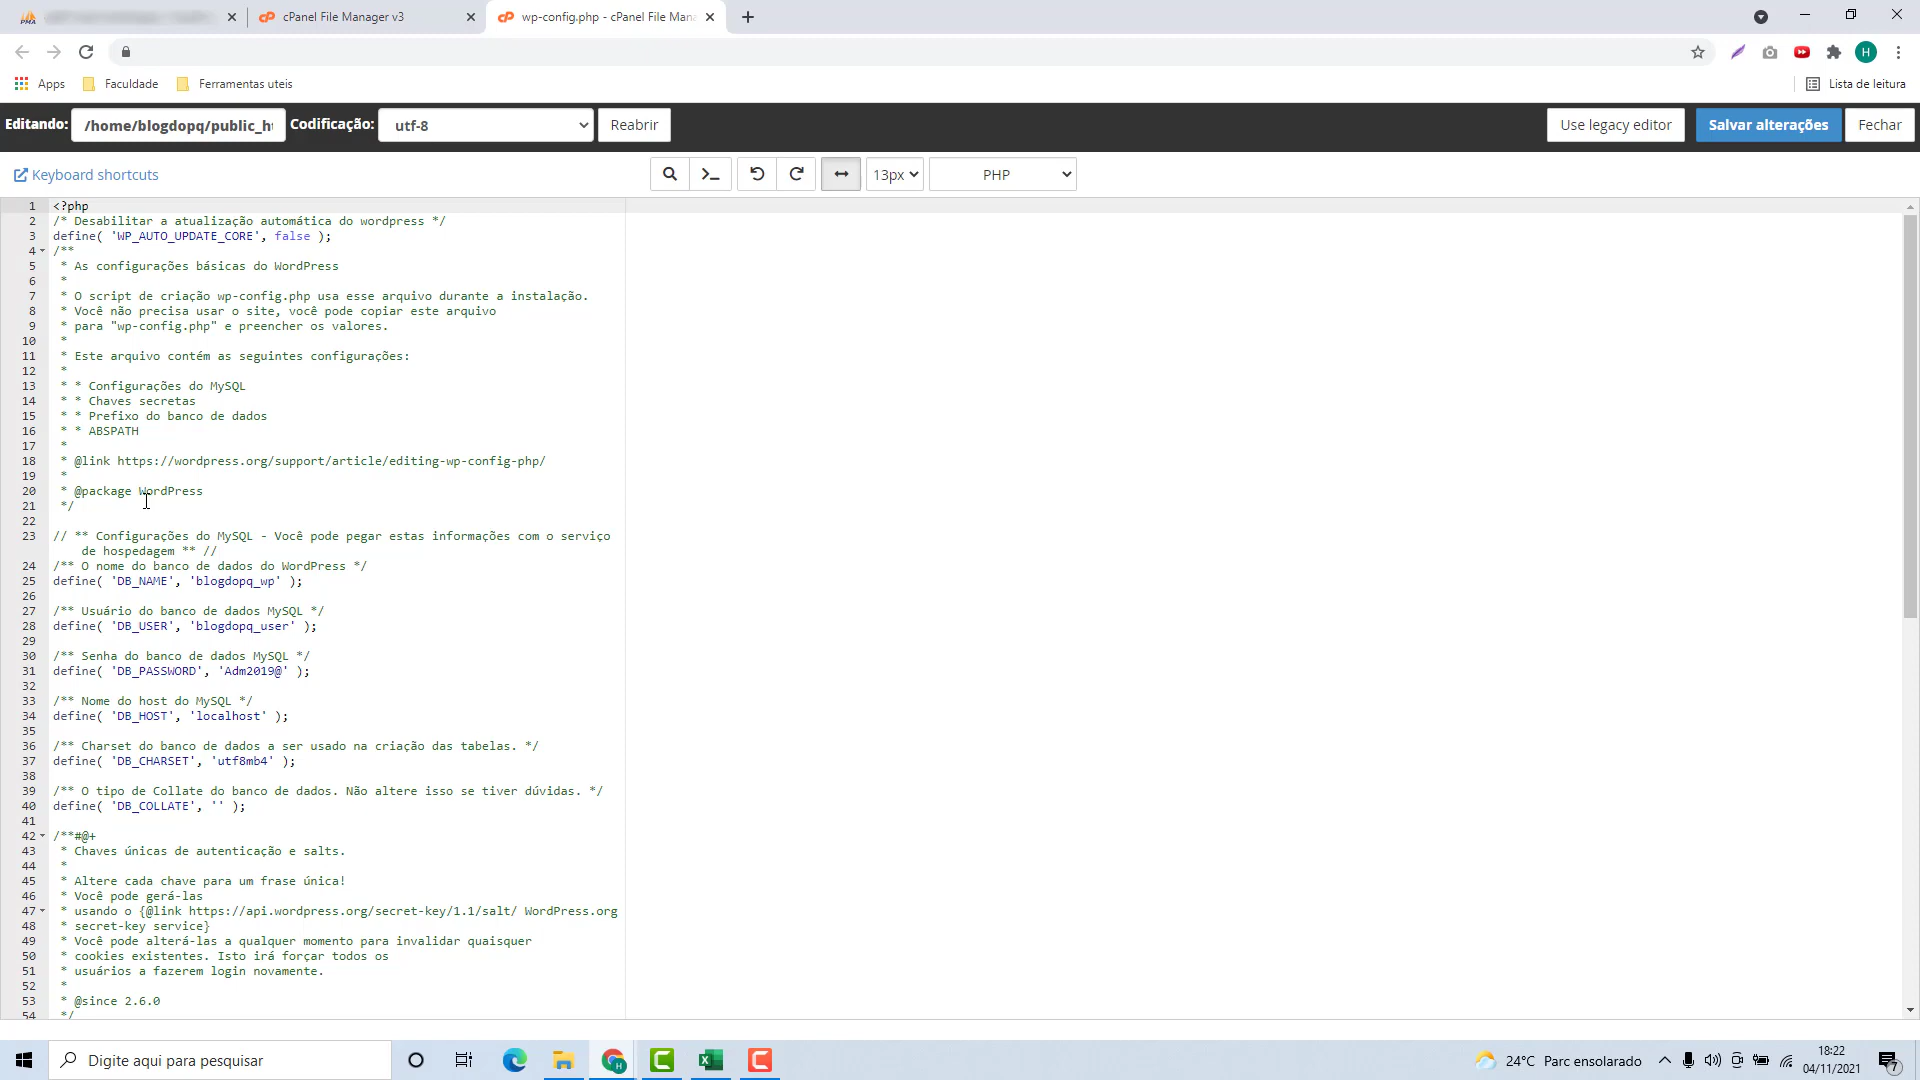 cPanel File Manager v3
wp-config.php - cPanel File Mana
Apps
Faculdade
Ferramentas uteis
H
Lista de leitura
Editando:
/home/blogdopq/public_ht
Codificação:
utf-8
Reabrir
Use legacy editor
Salvar alterações
Fechar
Keyboard shortcuts
13px
PHP
1 <?php
2 /* Desabilitar a atualização automática do wordpress */
3 define( 'WP_AUTO_UPDATE_CORE', false );
4 /**
5 * As configurações básicas do WordPress
6 *
7 * O script de criação wp-config.php usa esse arquivo durante a instalação.
8 * Você não precisa usar o site, você pode copiar este arquivo
9 * para "wp-config.php" e preencher os valores.
10 *
11 * Este arquivo contém as seguintes configurações:
12 *
13 * * Configurações do MySQL
14 * * Chaves secretas
15 * * Prefixo do banco de dados
16 * * ABSPATH
17 *
18 * @link https://wordpress.org/support/article/editing-wp-config-php/
19 *
20 * @package WordPress
21 */
22
23 // ** Configurações do MySQL - Você pode pegar estas informações com o serviço
de hospedagem ** //
24 /** O nome do banco de dados do WordPress */
25 define( 'DB_NAME', 'blogdopq_wp' );
26
27 /** Usuário do banco de dados MySQL */
28 define( 'DB_USER', 'blogdopq_user' );
29
30 /** Senha do banco de dados MySQL */
31 define( 'DB_PASSWORD', 'Adm2019@' );
32
33 /** Nome do host do MySQL */
34 define( 'DB_HOST', 'localhost' );
35
36 /** Charset do banco de dados a ser usado na criação das tabelas. */
37 define( 'DB_CHARSET', 'utf8mb4' );
38
39 /** O tipo de Collate do banco de dados. Não altere isso se tiver dúvidas. */
40 define( 'DB_COLLATE', '' );
41
42 /**#@+
43 * Chaves únicas de autenticação e salts.
44 *
45 * Altere cada chave para um frase única!
46 * Você pode gerá-las
47 * usando o {@link https://api.wordpress.org/secret-key/1.1/salt/ WordPress.org
48 * secret-key service}
49 * Você pode alterá-las a qualquer momento para invalidar quaisquer
50 * cookies existentes. Isto irá forçar todos os
51 * usuários a fazerem login novamente.
52 *
53 * @since 2.6.0
54 */
Digite aqui para pesquisar
24°C Parc ensolarado
18:22
04/11/2021
7